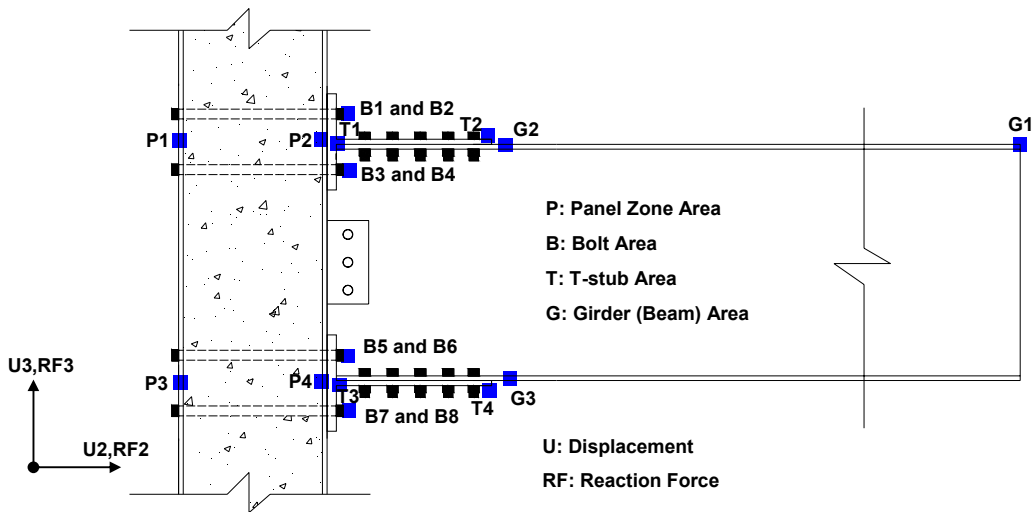 B1 and B2
P1
P2
T1
T2
G2
G1
B3 and B4
P: Panel Zone Area
B: Bolt Area
T: T-stub Area
G: Girder (Beam) Area
B5 and B6
U3,RF3
P3
P4
T3
T4
G3
B7 and B8
U2,RF2
U: Displacement
RF: Reaction Force